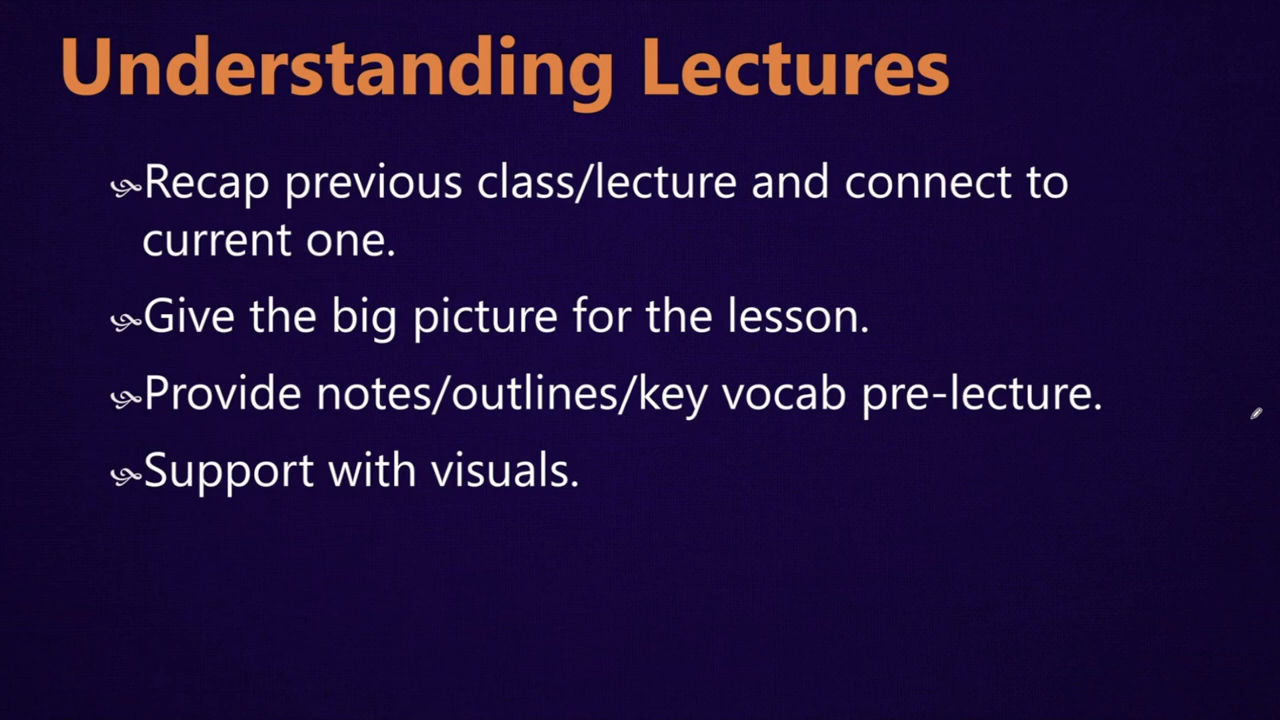 Understanding Lectures
Recap previous class/lecture and connect to
current one.
Give the big picture for the lesson.
Provide notes/outlines/key vocab pre-lecture.
Support with visuals.